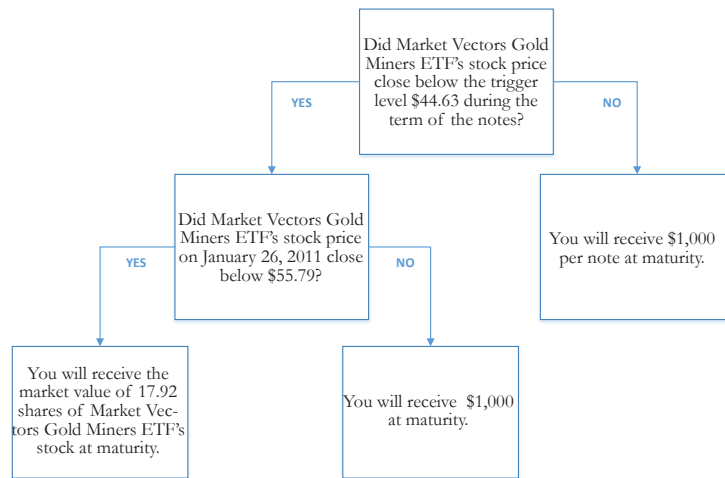 Did Market Vectors Gold
Miners ETF's stock price
close below the trigger
level $44.63 during the
term of the notes?
YES
NO
Did Market Vectors Gold
Miners ETF's stock price
on January 26, 2011 close
below $55.79?
You will receive $1,000
per note at maturity.
YES
NO
You will receive the
market value of 17.92
shares of Market Vec-
tors Gold Miners ETF's
stock at maturity.
You will receive $1,000
at maturity.